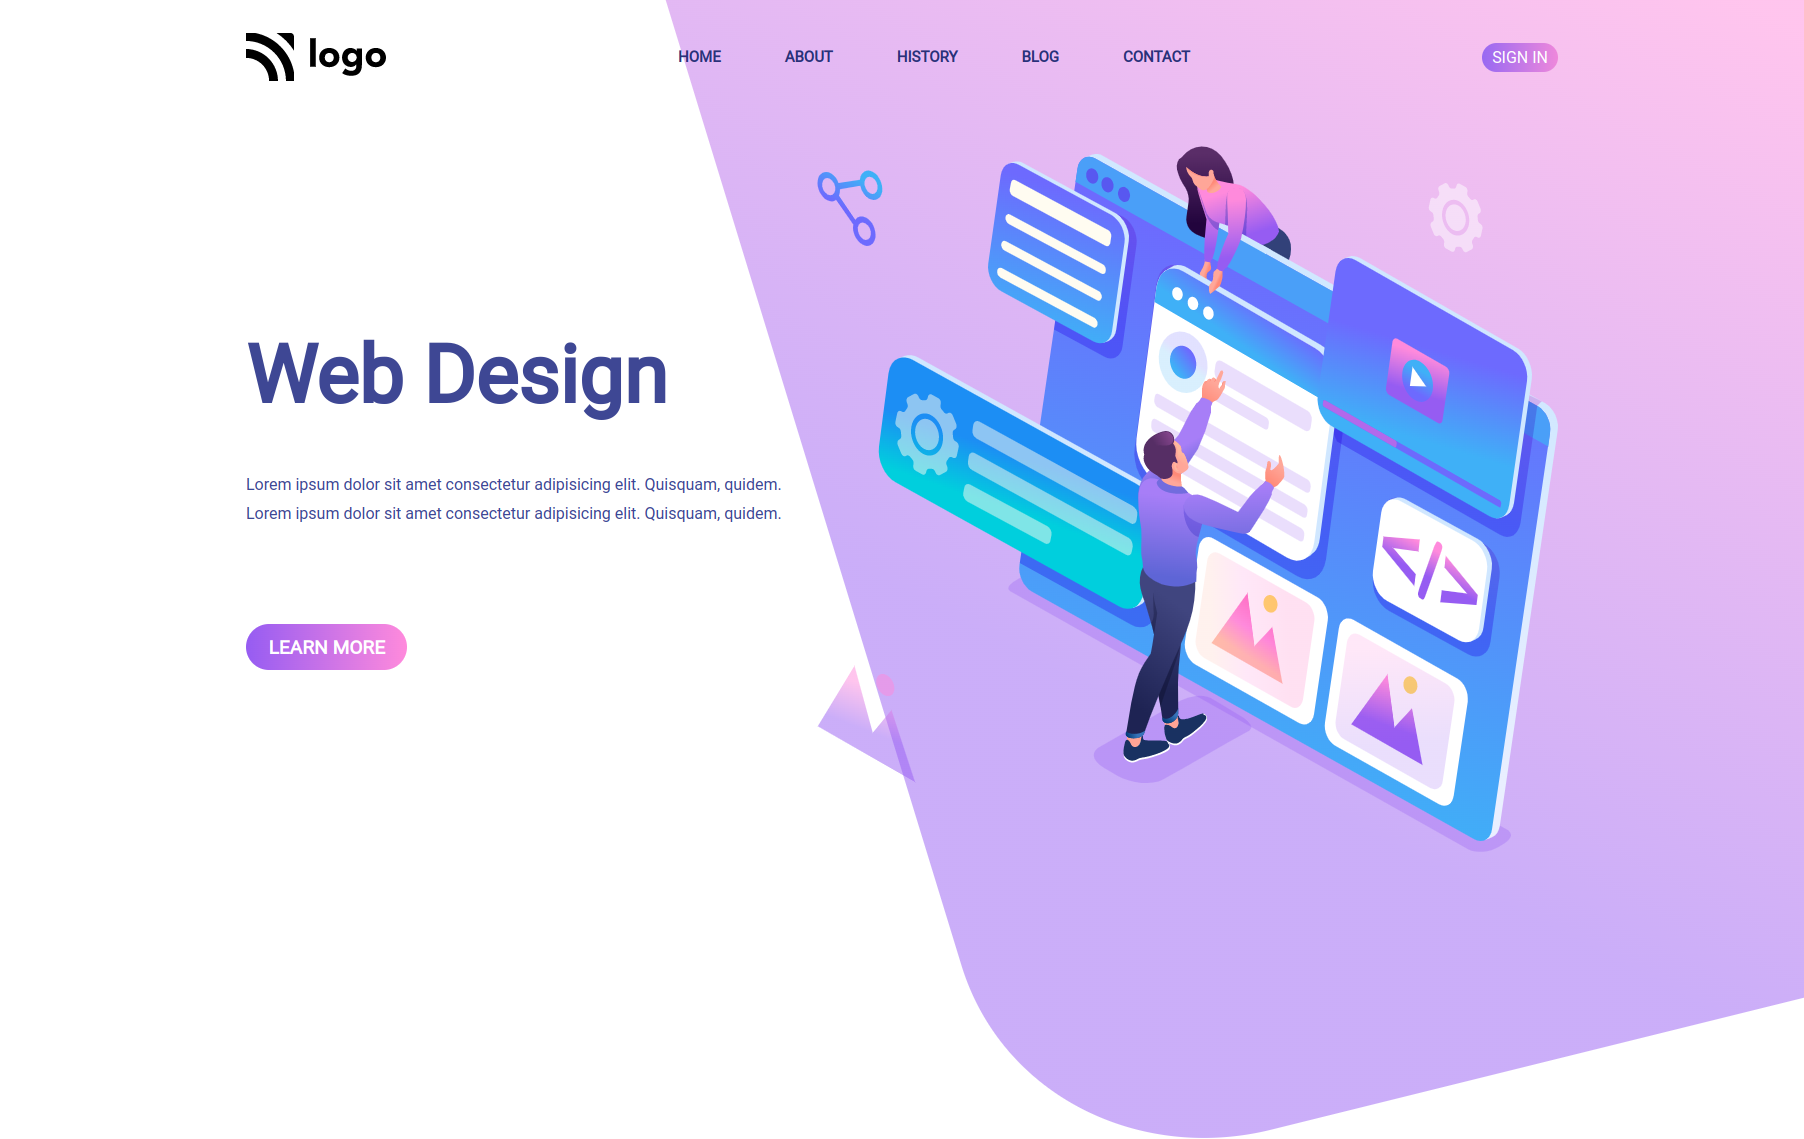 logo
HOME ABOUT HISTORY BLOG CONTACT
SIGN IN
Web Design
Lorem ipsum dolor sit amet consectetur adipisicing elit. Quisquam, quidem.
Lorem ipsum dolor sit amet consectetur adipisicing elit. Quisquam, quidem.
</>
LEARN MORE